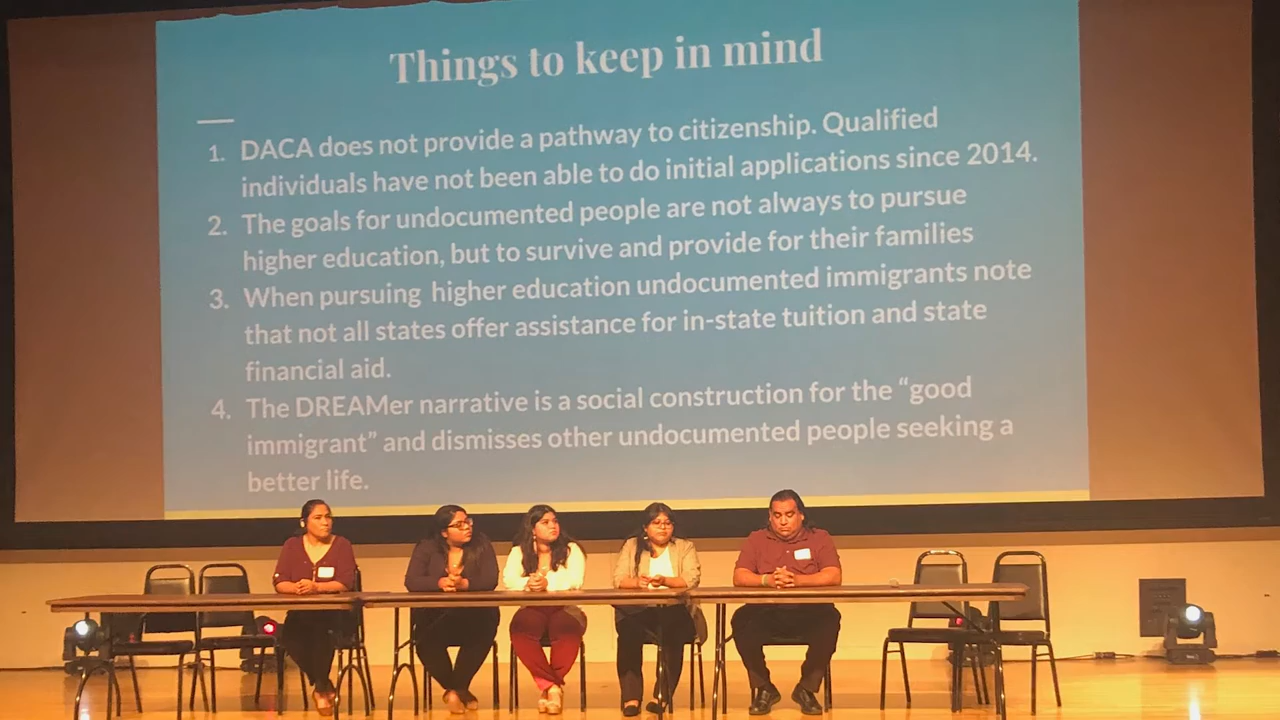 Things to keep in mind
1. DACA does not provide a pathway to citizenship. Qualified
individuals have not been able to do initial applications since 2014.
2. The goals for undocumented people are not always to pursue
higher education, but to survive and provide for their families
3. When pursuing higher education undocumented immigrants note
that not all states offer assistance for in-state tuition and state
financial aid.
4. The DREAMer narrative is a social construction for the “good
immigrant” and dismisses other undocumented people seeking a
better life.